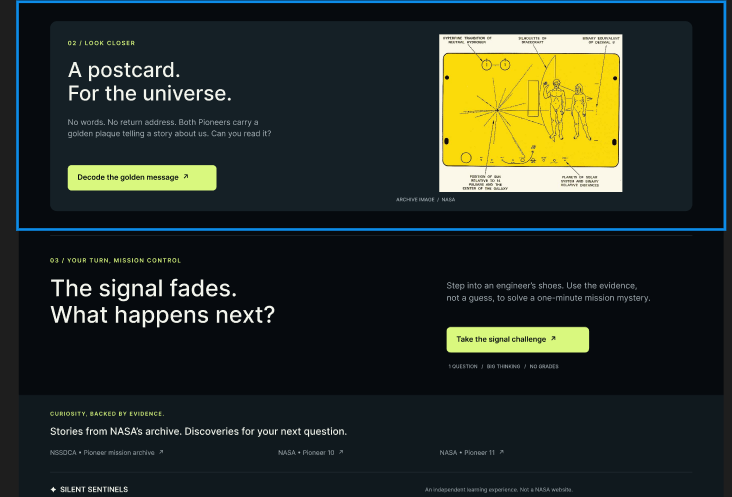 02 / LOOK CLOSER
A postcard.
For the universe.
No words. No return address. Both Pioneers carry a
golden plaque telling a story about us. Can you read it?
Decode the golden message ↗
HYPERFINE TRANSITION OF
NEUTRAL HYDROGEN
SILHOUETTE OF
SPACECRAFT
BINARY EQUIVALENT
OF DECIMAL 8
POSITION OF SUN
RELATIVE TO 14
PULSARS AND THE
CENTER OF THE GALAXY
PLANETS OF SOLAR
SYSTEM AND BINARY
RELATIVE DISTANCES
ARCHIVE IMAGE / NASA
03 / YOUR TURN, MISSION CONTROL
The signal fades.
What happens next?
Step into an engineer's shoes. Use the evidence,
not a guess, to solve a one-minute mission mystery.
Take the signal challenge ↗
1 QUESTION / BIG THINKING / NO GRADES
CURIOSITY, BACKED BY EVIDENCE.
Stories from NASA's archive. Discoveries for your next question.
NSSDCA • Pioneer mission archive ↗
NASA • Pioneer 10 ↗
NASA • Pioneer 11 ↗
✦ SILENT SENTINELS
An independent learning experience. Not a NASA website.